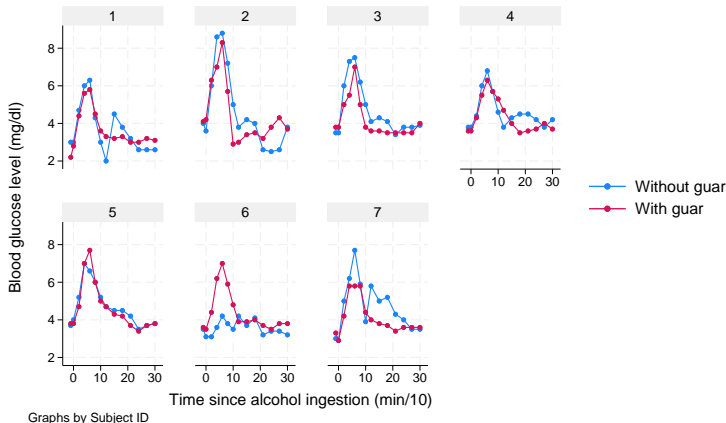 1 2 3 4
8
6
4
2
0 10 20 30
Without guar
With guar
5 6 7
8
6
4
2
0 10 20 30 0 10 20 30 0 10 20 30
Blood glucose level (mg/dl)
Time since alcohol ingestion (min/10)
Graphs by Subject ID